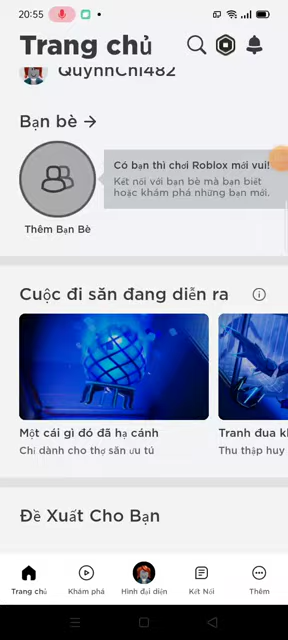 20:55
Trang chủ
QuynhChi482
Bạn bè →
Có bạn thì chơi Roblox mới vui!
Kết nối với bạn bè mà bạn biết
hoặc khám phá những bạn mới.
Thêm Bạn Bè
Cuộc đi săn đang diễn ra
Một cái gì đó đã hạ cánh
Chỉ dành cho thợ săn ưu tú
Tranh đua
Thu thập huy
Đề Xuất Cho Bạn
Trang chủ
Khám phá
Hình đại diện
Kết Nối
Thêm